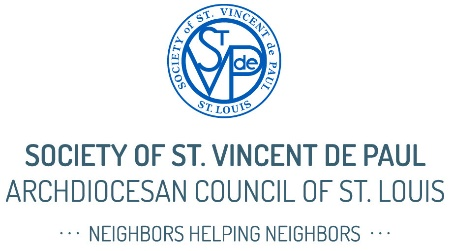 SOCIETY of ST. VINCENT de PAUL
ST. LOUIS
STVdeP
SOCIETY OF ST. VINCENT DE PAUL
ARCHDIOCESAN COUNCIL OF ST. LOUIS
··· NEIGHBORS HELPING NEIGHBORS ···